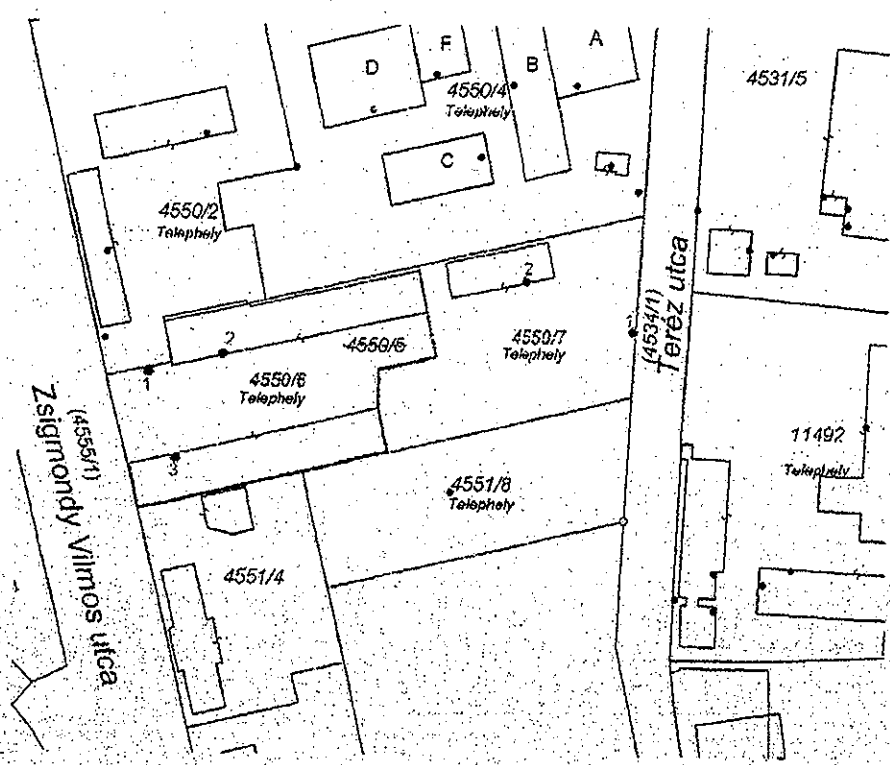 D
F
B
A
4550/4
Telephely
4531/5
C
4550/2
Telephely
2
1
2
4550/6
4550/7
Telephely
1
(4534/1)
Teréz utca
4550/6
Telephely
3
Zsigmondy Vilmos utca
(4555/1)
4551/8
Telephely
11492
Telephely
4551/4